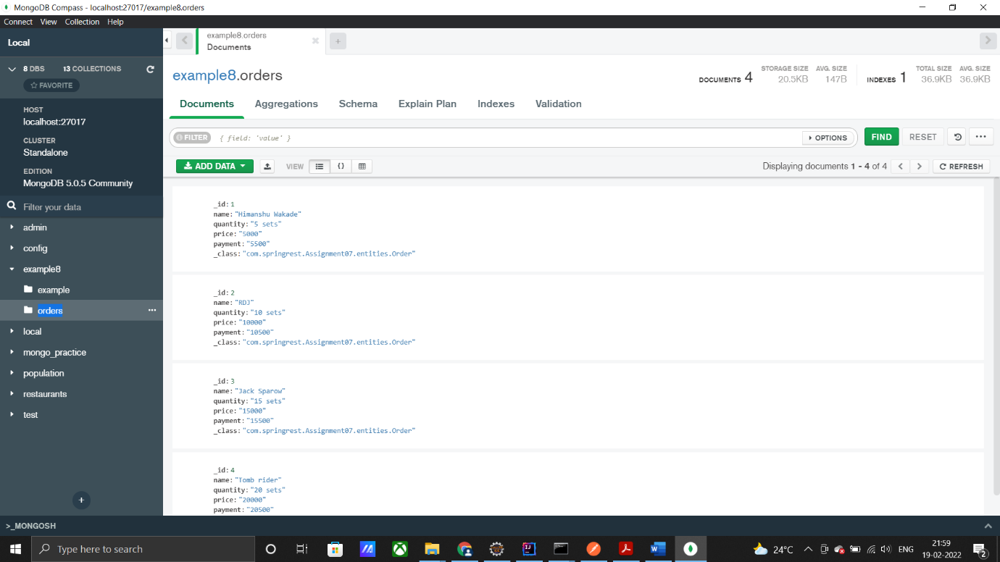 MongoDB Compass - localhost:27017/example8.orders
Connect View Collection Help
Local
8 DBS 13 COLLECTIONS
FAVORITE
HOST
localhost:27017
CLUSTER
Standalone
EDITION
MongoDB 5.0.5 Community
Filter your data
admin
config
example8
example
orders
local
mongo_practice
population
restaurants
test
>_MONGOSH
example8.orders
Documents
example8.orders
DOCUMENTS 4
STORAGE SIZE
20.5KB
AVG. SIZE
147B
INDEXES 1
TOTAL SIZE
36.9KB
AVG. SIZE
36.9KB
Documents Aggregations Schema Explain Plan Indexes Validation
FILTER { field: 'value' } OPTIONS FIND RESET
ADD DATA VIEW {} Displaying documents 1 - 4 of 4 REFRESH
_id: 1
name: "Himanshu Wakade"
quantity: "5 sets"
price: "5000"
payment: "5500"
_class: "com.springrest.Assignment07.entities.Order"
_id: 2
name: "RDJ"
quantity: "10 sets"
price: "10000"
payment: "10500"
_class: "com.springrest.Assignment07.entities.Order"
_id: 3
name: "Jack Sparow"
quantity: "15 sets"
price: "15000"
payment: "15500"
_class: "com.springrest.Assignment07.entities.Order"
_id: 4
name: "Tomb rider"
quantity: "20 sets"
price: "20000"
payment: "20500"
Type here to search
24°C ENG
21:59
19-02-2022
2